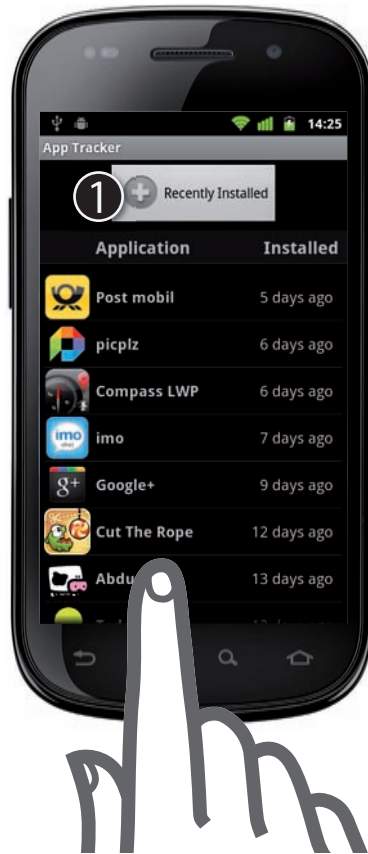 14:25
App Tracker
1
Recently Installed
Application Installed
Post mobil 5 days ago
picplz 6 days ago
Compass LWP 6 days ago
imo
imo 7 days ago
g+ Google+ 9 days ago
Cut The Rope 12 days ago
13 days ago